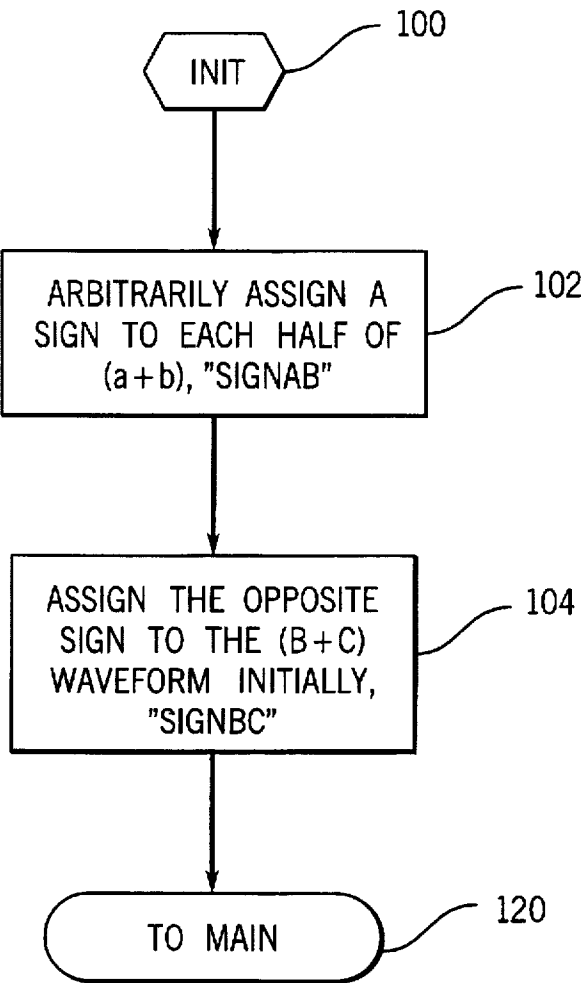 100
INIT
ARBITRARILY ASSIGN A
SIGN TO EACH HALF OF
(a+b), "SIGNAB"
102
ASSIGN THE OPPOSITE
SIGN TO THE (B+C)
WAVEFORM INITIALLY,
"SIGNBC"
104
TO MAIN
120